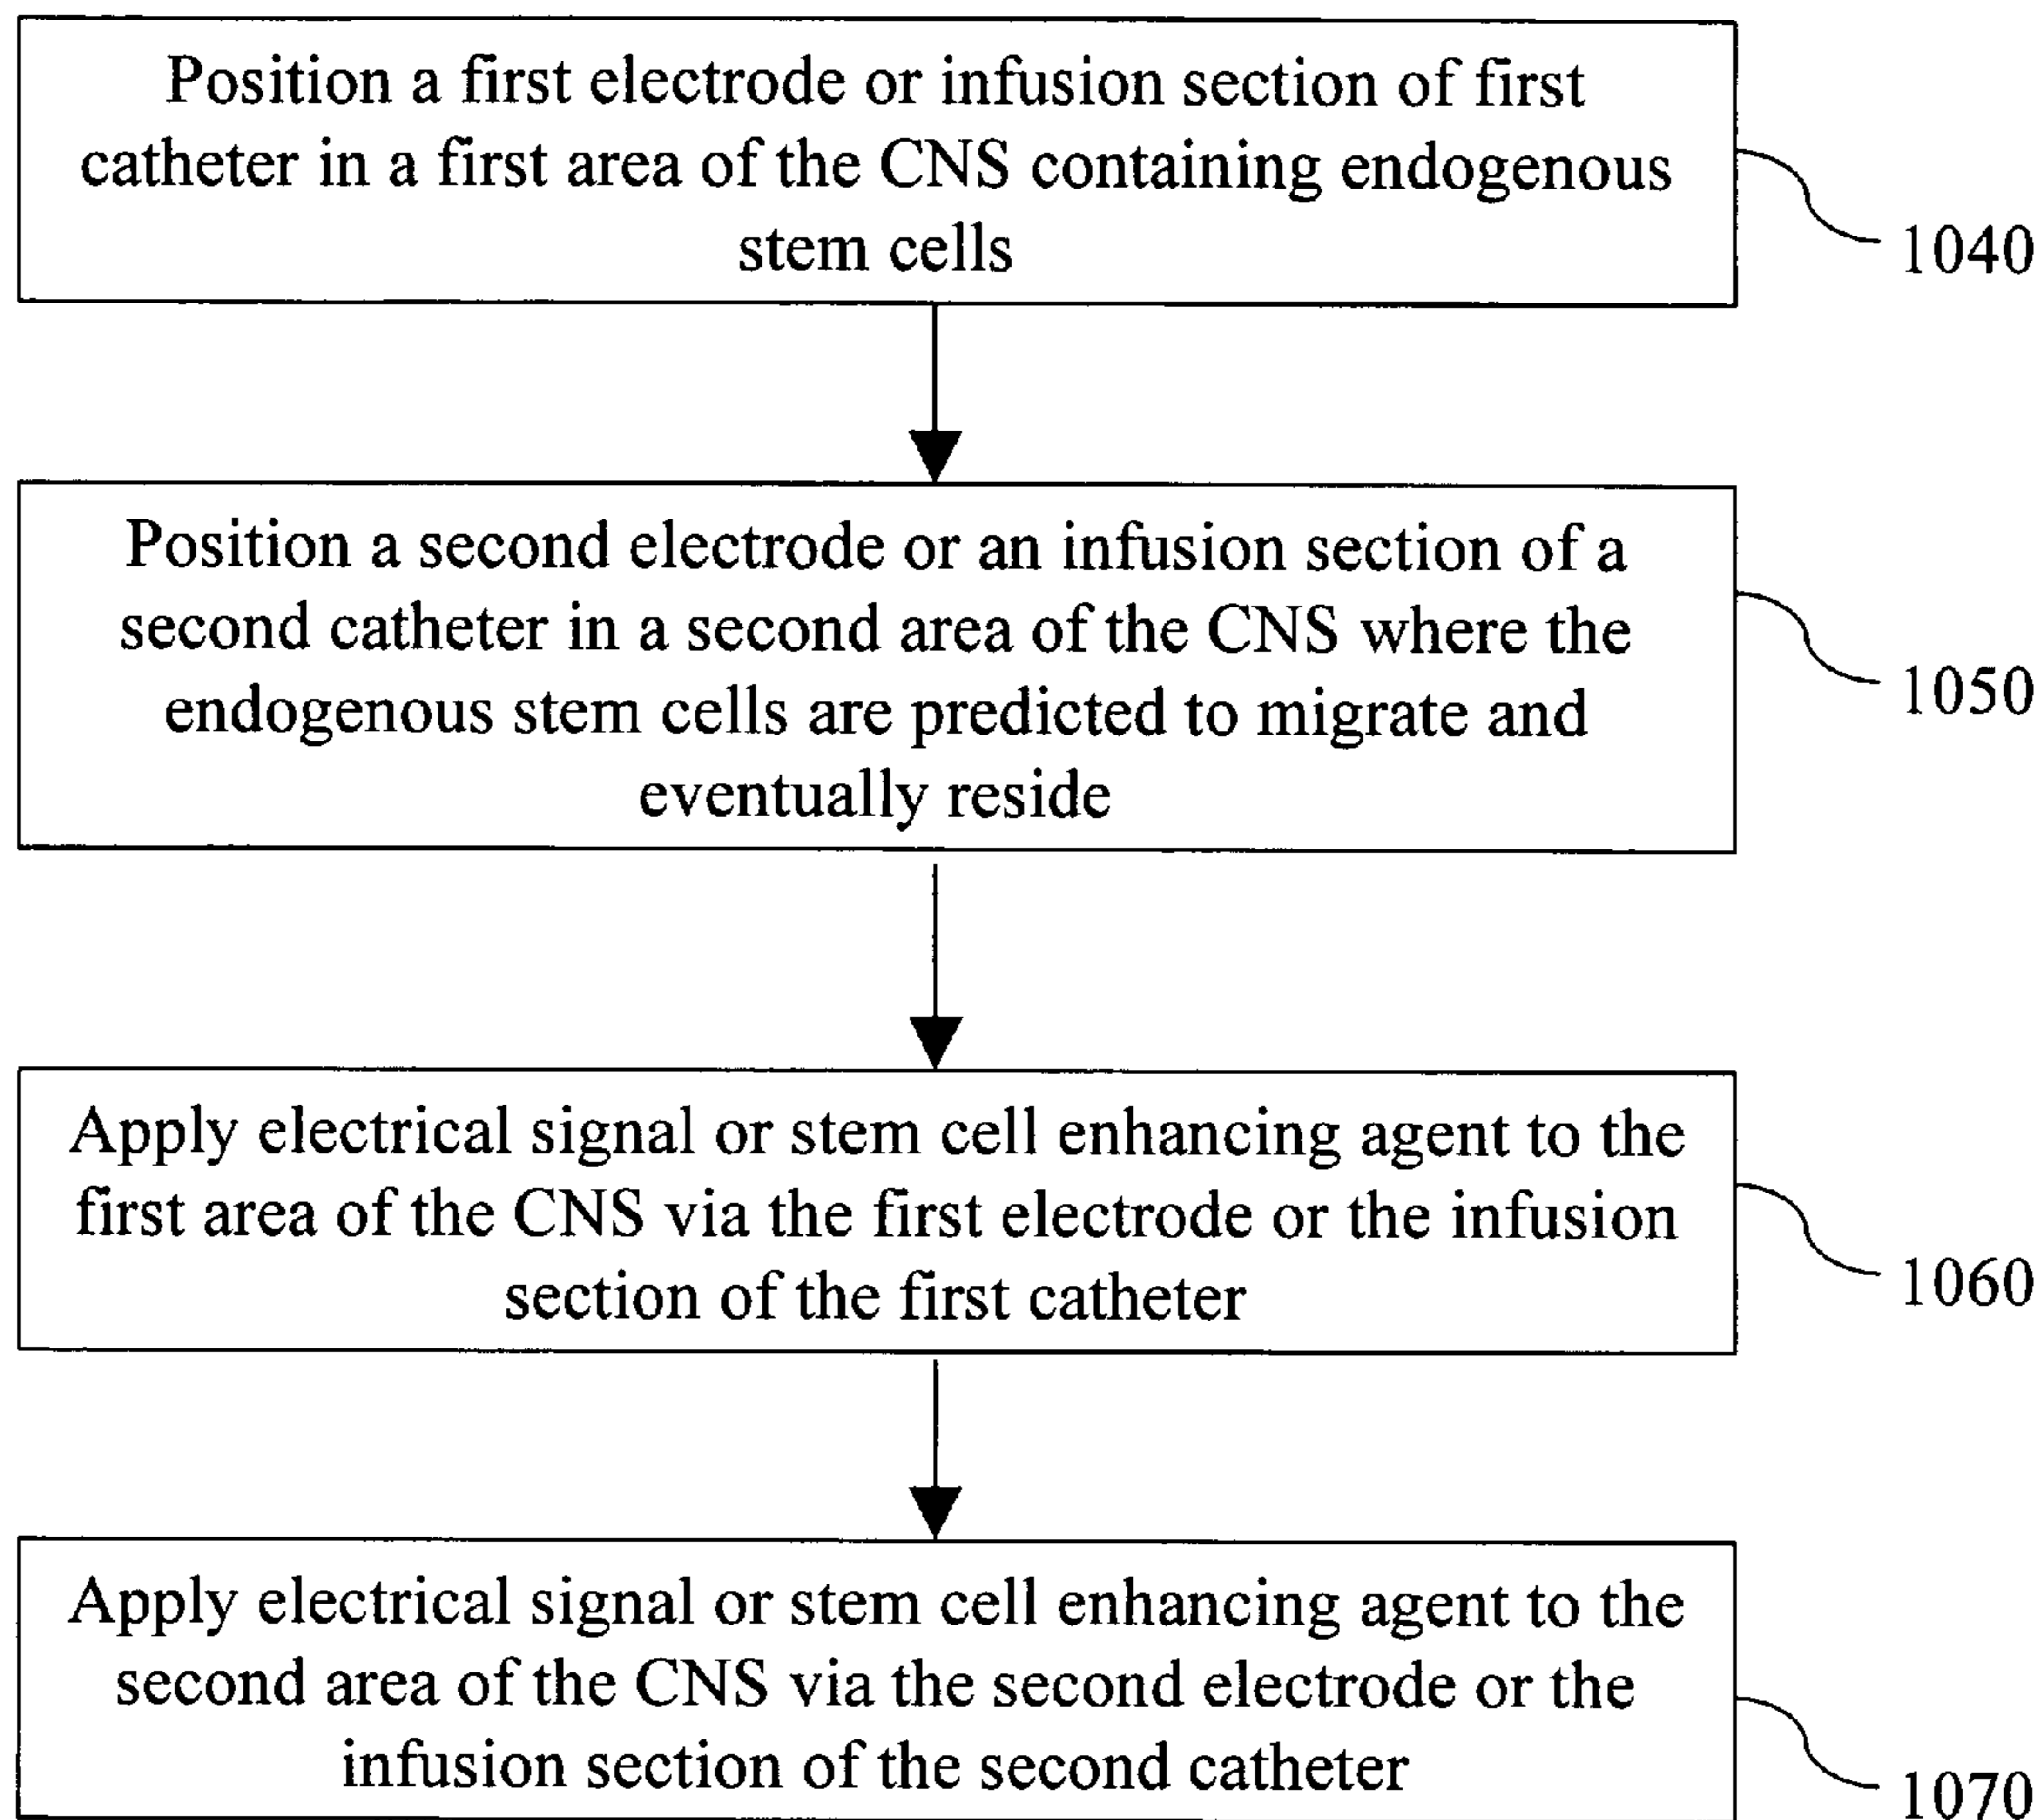 Position a first electrode or infusion section of first
catheter in a first area of the CNS containing endogenous
stem cells
1040
Position a second electrode or an infusion section of a
second catheter in a second area of the CNS where the
endogenous stem cells are predicted to migrate and
eventually reside
1050
Apply electrical signal or stem cell enhancing agent to the
first area of the CNS via the first electrode or the infusion
section of the first catheter
1060
Apply electrical signal or stem cell enhancing agent to the
second area of the CNS via the second electrode or the
infusion section of the second catheter
1070